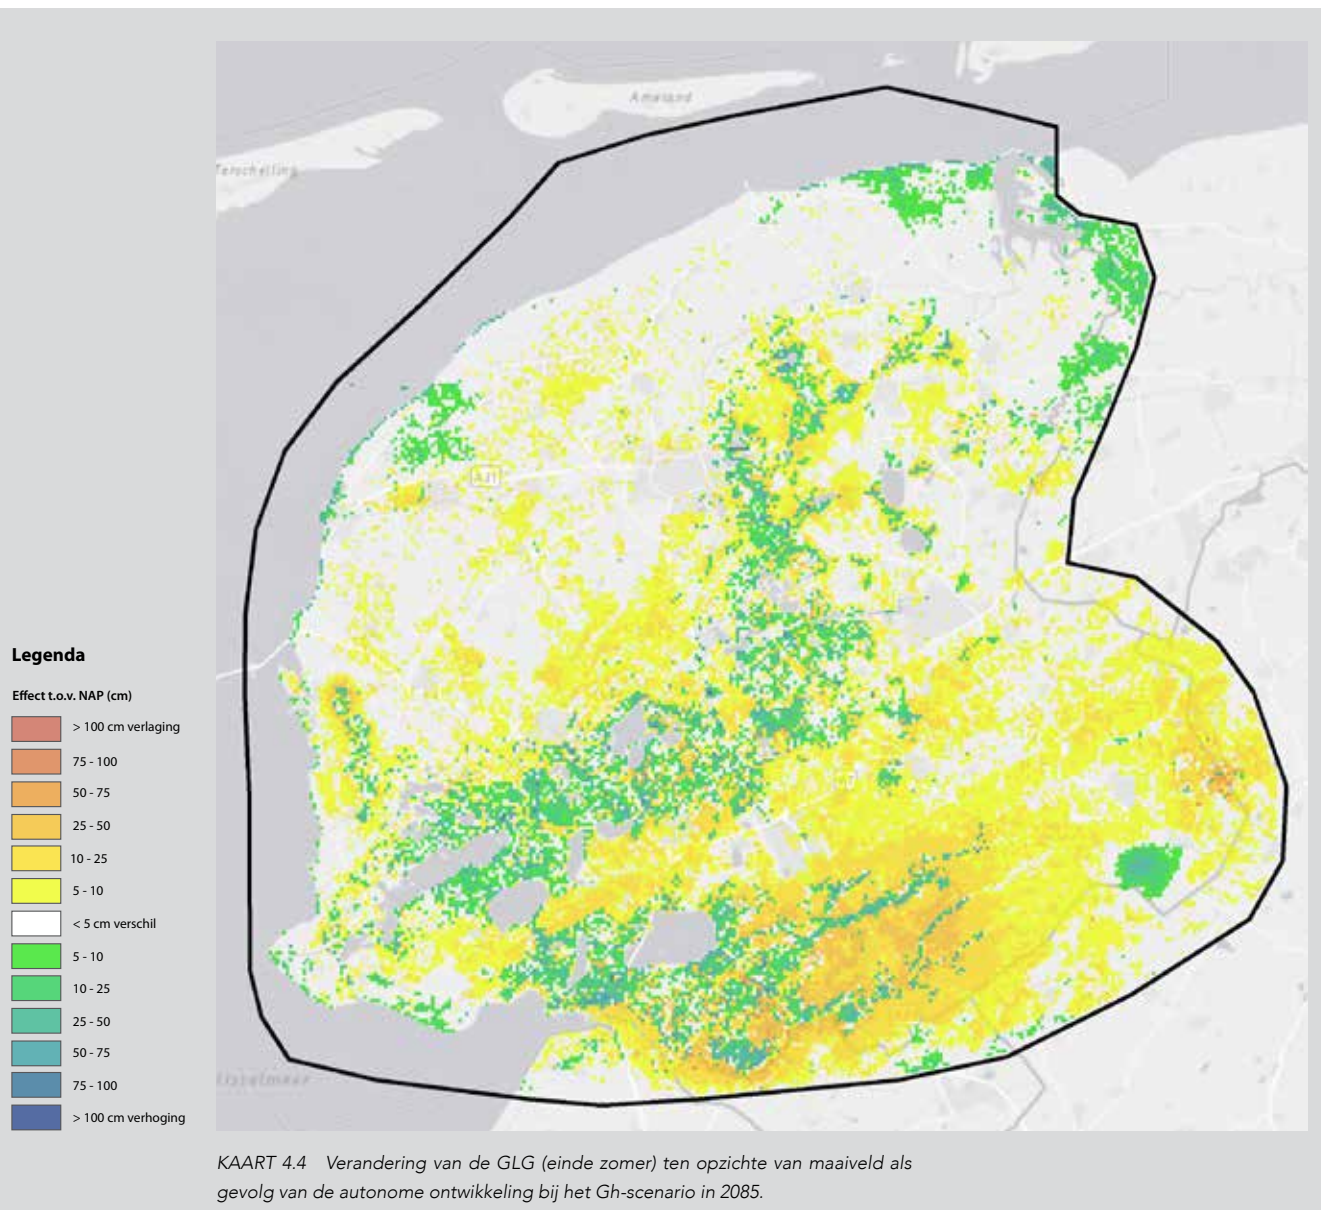 Ameland
Terschelling
A31
A7
IJsselmeer
Legenda
Effect t.o.v. NAP (cm)
> 100 cm verlaging
75 - 100
50 - 75
25 - 50
10 - 25
5 - 10
< 5 cm verschil
5 - 10
10 - 25
25 - 50
50 - 75
75 - 100
> 100 cm verhoging
KAART 4.4 Verandering van de GLG (einde zomer) ten opzichte van maaiveld als
gevolg van de autonome ontwikkeling bij het Gh-scenario in 2085.